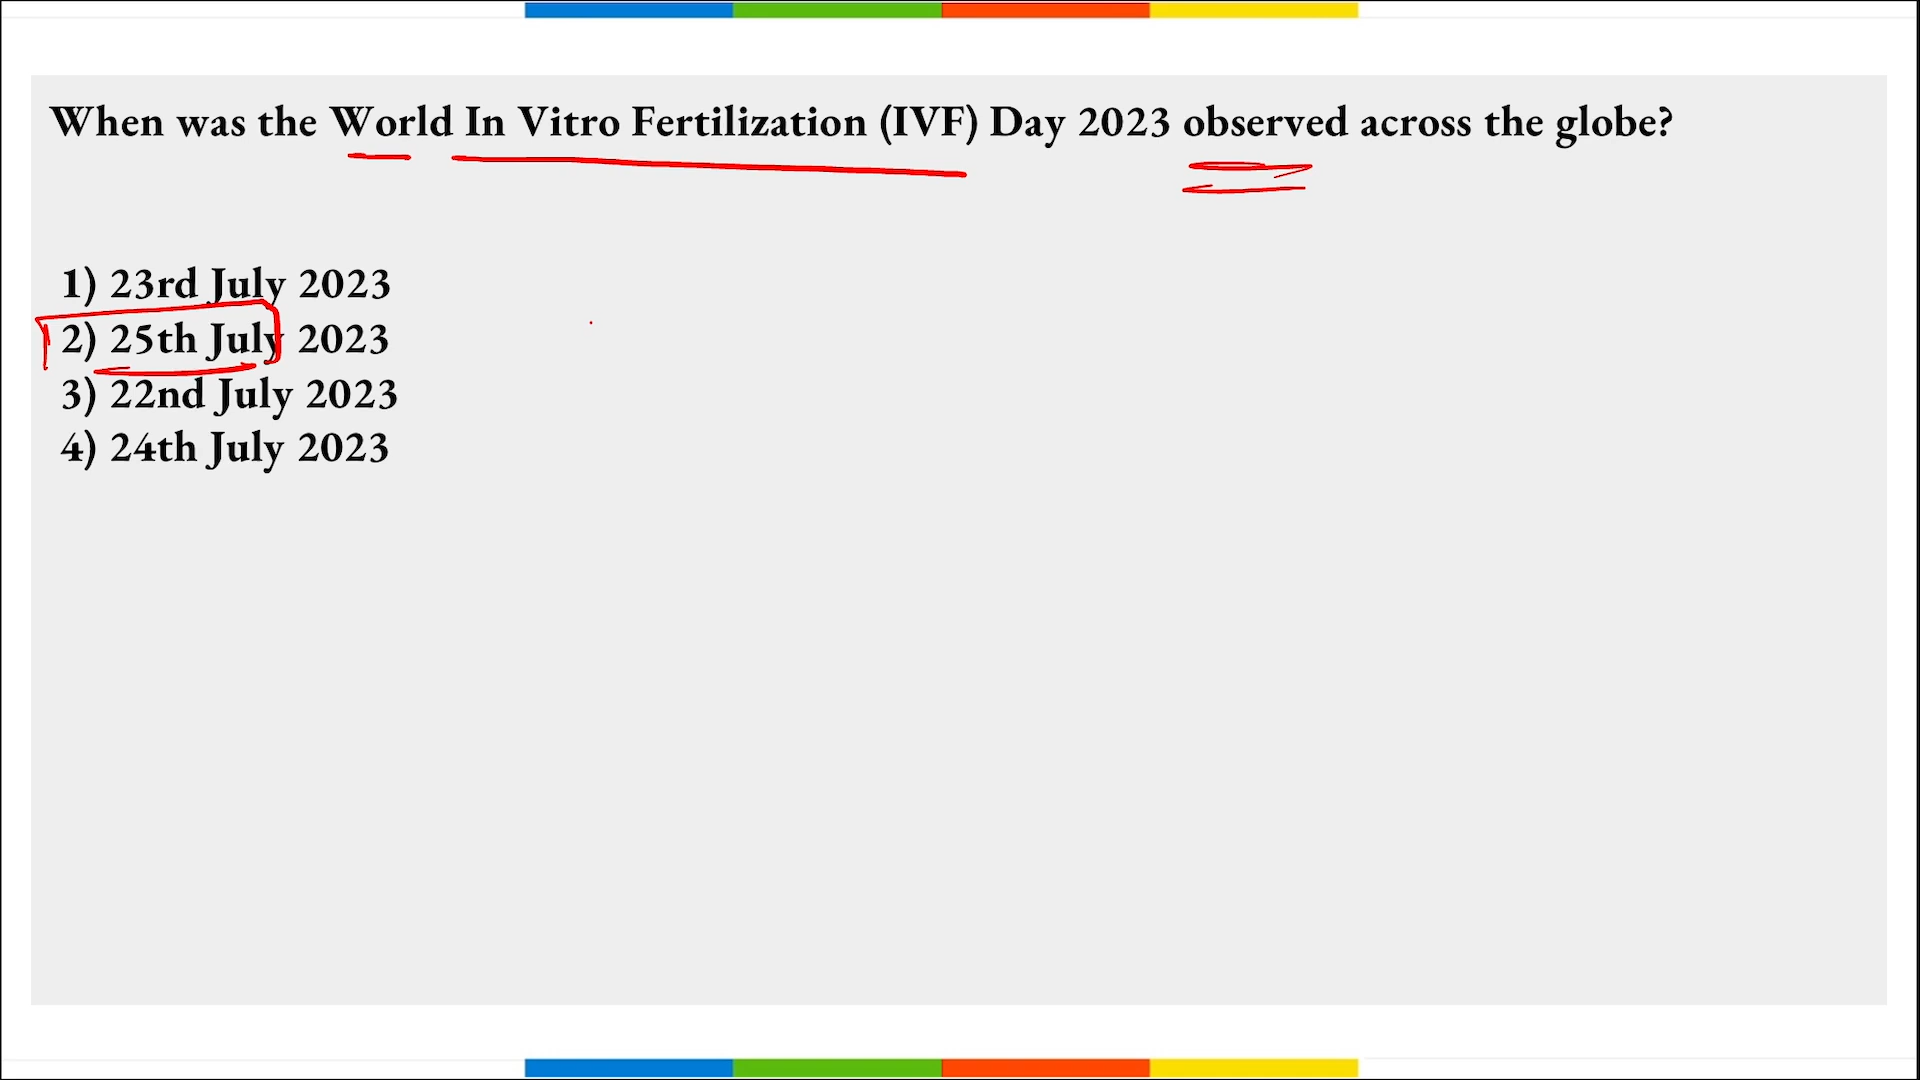 When was the World In Vitro Fertilization (IVF) Day 2023 observed across the globe?
1) 23rd July 2023
2) 25th July 2023
3) 22nd July 2023
4) 24th July 2023